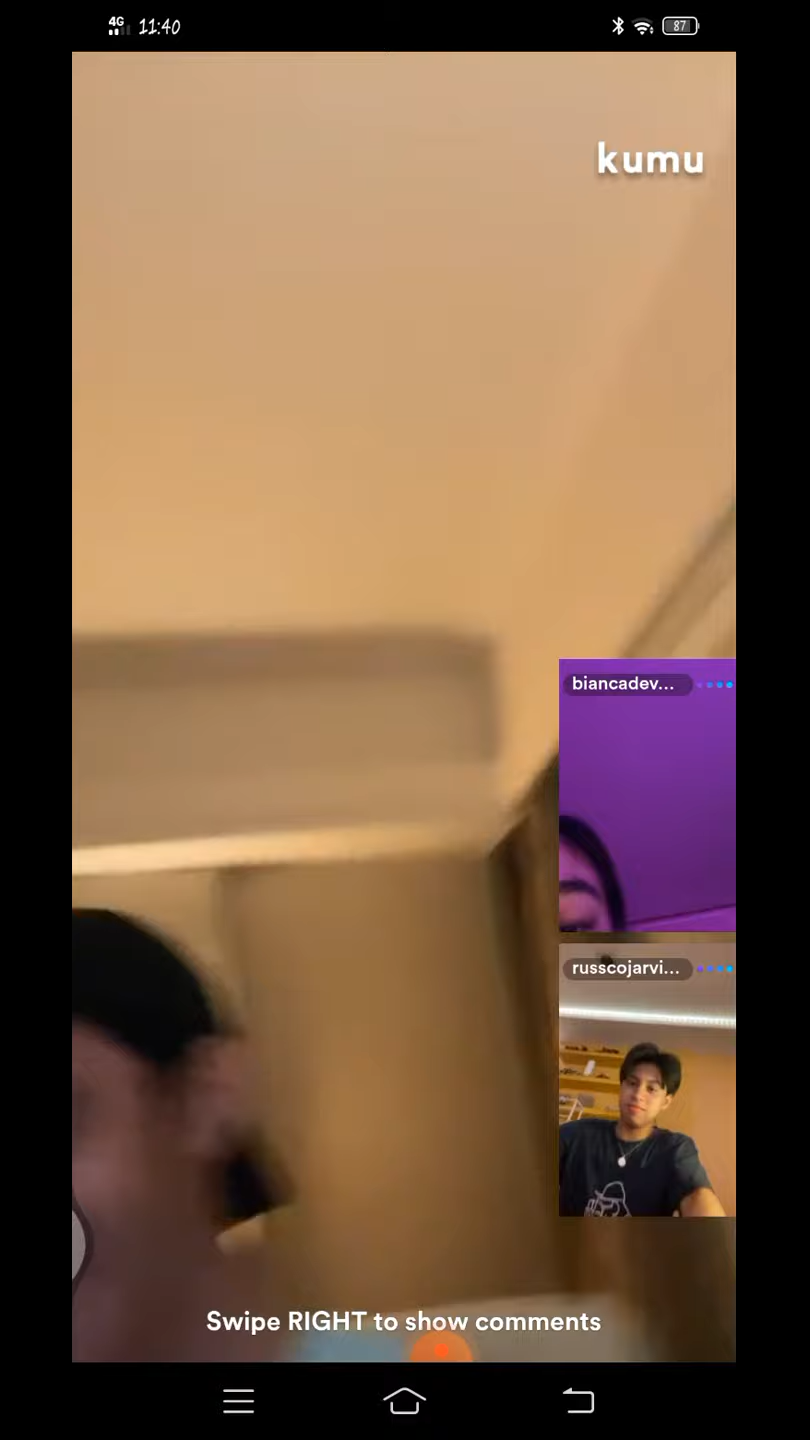 4G 11:40 87
kumu
biancadev...
russcojarvi...
Swipe RIGHT to show comments